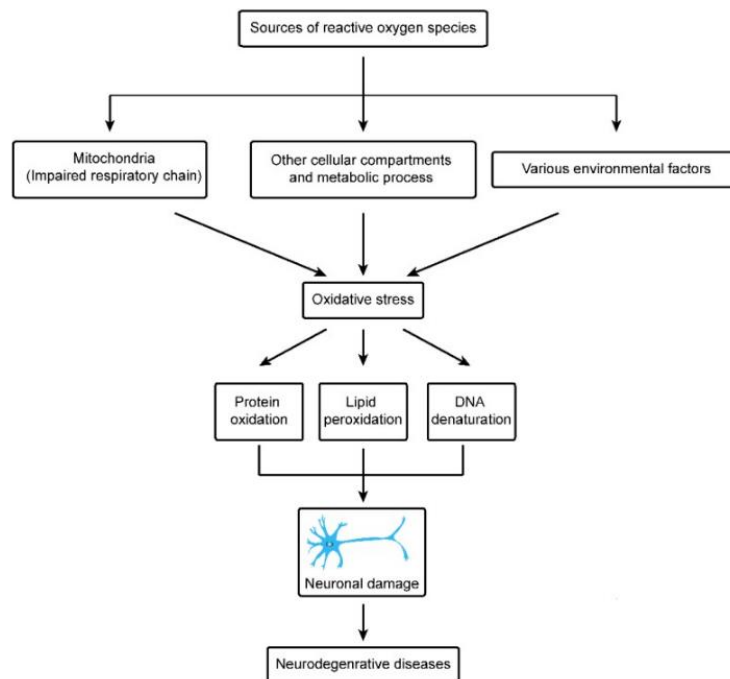 Sources of reactive oxygen species
Mitochondria
(Impaired respiratory chain)
Other cellular compartments
and metabolic process
Various environmental factors
Oxidative stress
Protein
oxidation
Lipid
peroxidation
DNA
denaturation
Neuronal damage
Neurodegenrative diseases